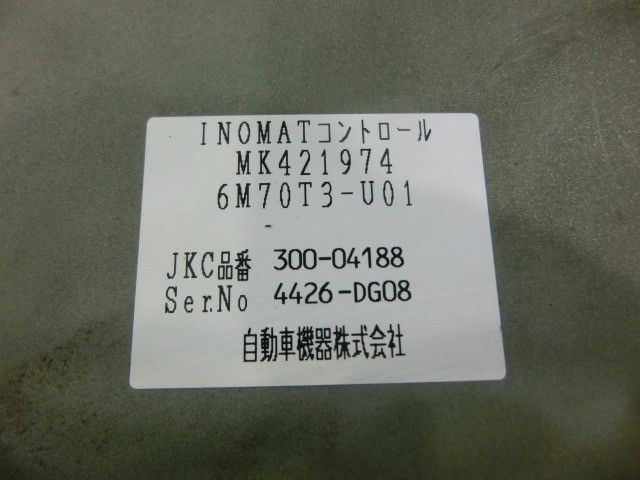 INOMATコントロール
MK421974
6M70T3-U01
JKC品番 300-04188
Ser.No 4426-DG08
自動車機器株式会社